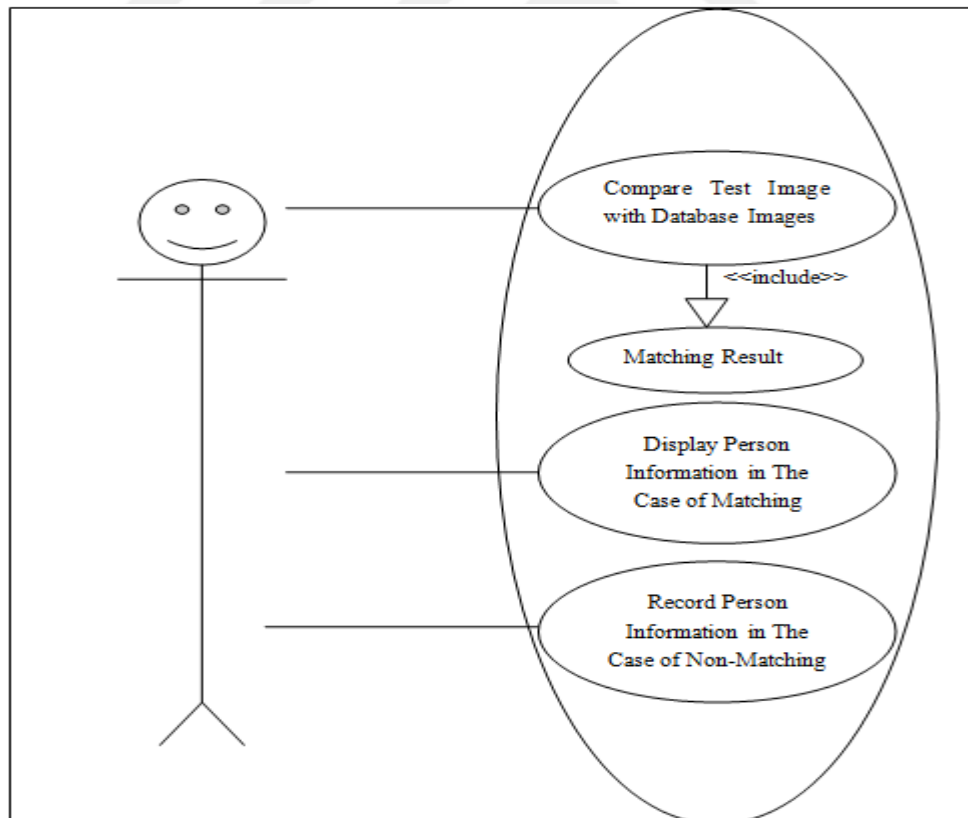 Compare Test Image
with Database Images
<<include>>
Matching Result
Display Person
Information in The
Case of Matching
Record Person
Information in The
Case of Non-Matching